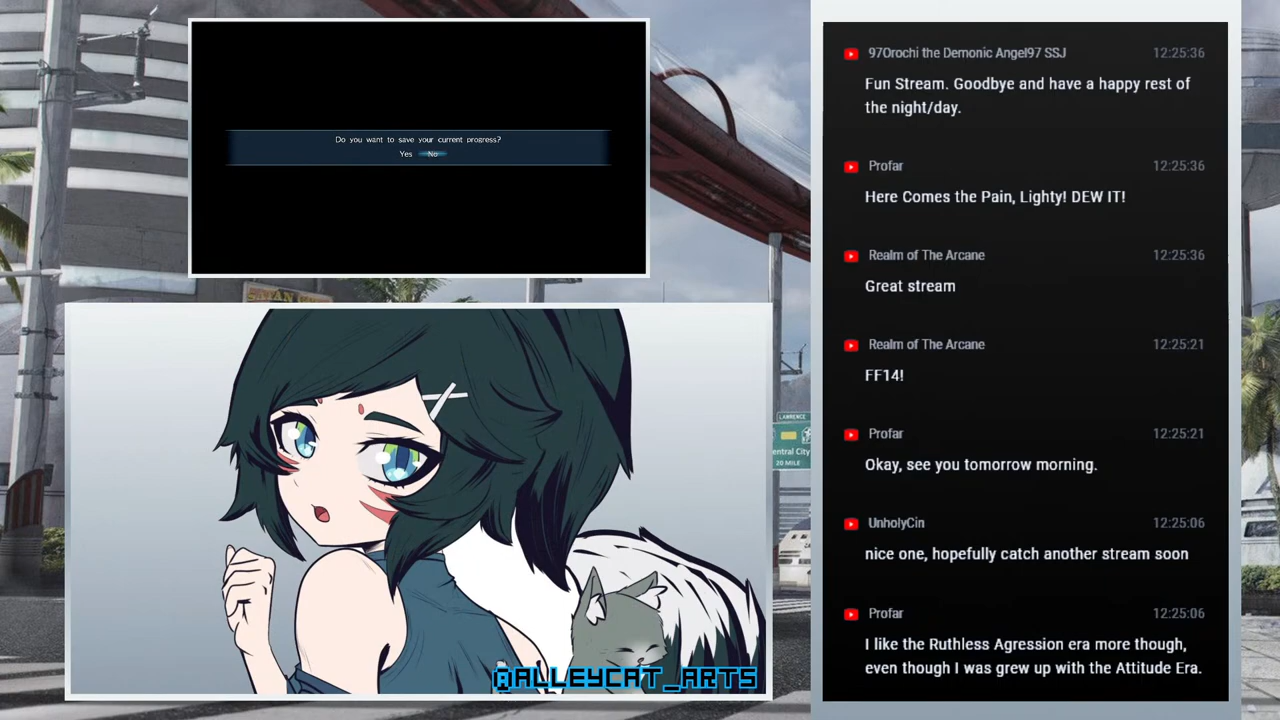 Do you want to save your current progress?
Yes No
@ALLEYCAT_ARTS
LAWRENCE
Central City
20 MILE
97Orochi the Demonic Angel97 SSJ 12:25:36
Fun Stream. Goodbye and have a happy rest of
the night/day.
Profar 12:25:36
Here Comes the Pain, Lighty! DEW IT!
Realm of The Arcane 12:25:36
Great stream
Realm of The Arcane 12:25:21
FF14!
Profar 12:25:21
Okay, see you tomorrow morning.
UnholyCin 12:25:06
nice one, hopefully catch another stream soon
Profar 12:25:06
I like the Ruthless Agression era more though,
even though I was grew up with the Attitude Era.